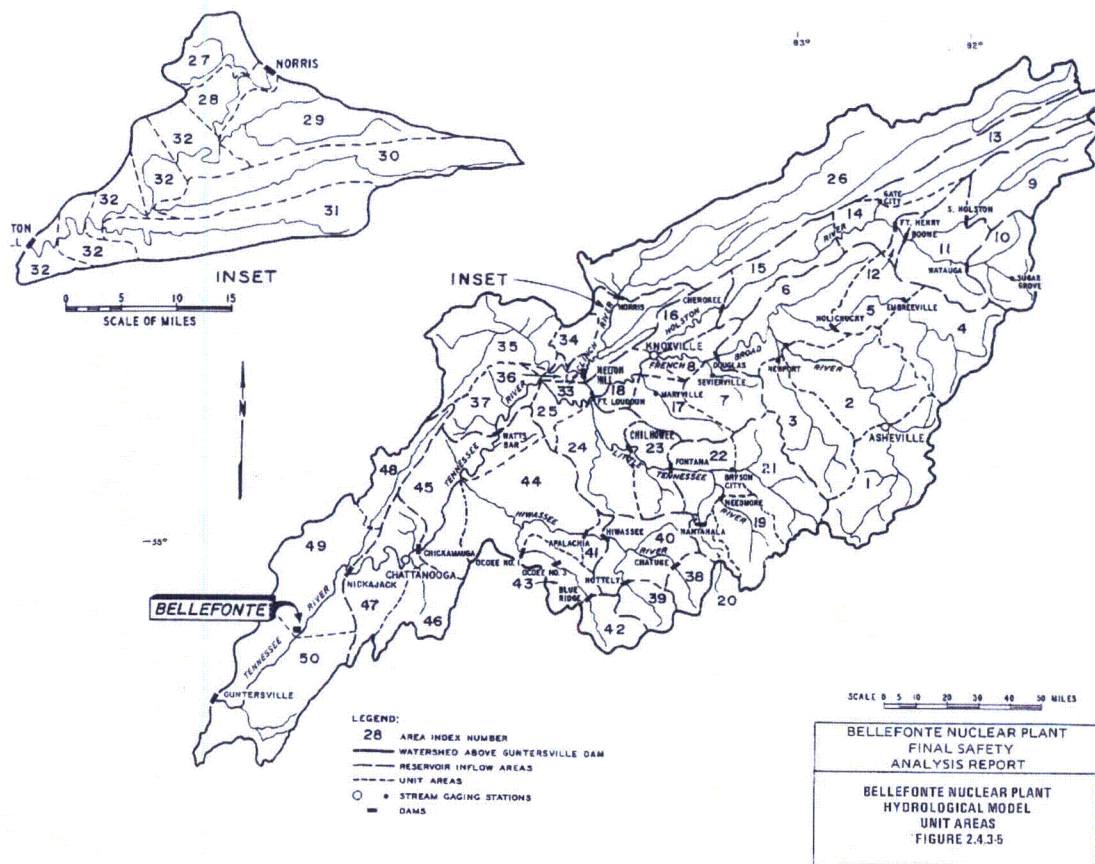 83°
82°
27
NORRIS
28
29
32
30
32
32
31
TON
32
32
INSET
0 5 10 15
SCALE OF MILES
N
13
26
9
GATE CITY
14
S. HOLSTON
FT. HENRY
BOONE
10
11
RIVER
INSET
15
12
WATAUGA
SUGAR GROVE
6
NORRIS
CHEROKEE
16
HOLSTON
5
EMBREEVILLE
4
NOLICHUCKY
34
CLINCH RIVER
KNOXVILLE
35
FRENCH
8
DOUGLAS
BROAD
NEWPORT
RIVER
36
MELTON HILL
33
SEVIERVILLE
18
MARYVILLE
37
RIVER
25
FT. LOUDOUN
17
7
2
3
WATTS BAR
24
CHILHOWEE
ASHEVILLE
23
22
48
45
TENNESSEE
LITTLE
FONTANA
TENNESSEE
BRYSON CITY
21
1
44
NEEDMORE
RIVER
19
HIWASSEE
NANTAHALA
49
40
HIWASSEE
35°
APALACHIA
41
RIVER
CHICKAMAUGA
OCOEE NO. 1
CHATUGE
38
CHATTANOOGA
OCOEE NO. 3
NOTTELY
20
NICKAJACK
43
BLUE RIDGE
39
47
BELLEFONTE
46
42
RIVER
TENNESSEE
50
GUNTERSVILLE
SCALE 0 5 10 20 30 40 50 MILES
LEGEND:
28 AREA INDEX NUMBER
WATERSHED ABOVE GUNTERSVILLE DAM
RESERVOIR INFLOW AREAS
UNIT AREAS
STREAM GAGING STATIONS
DAMS
BELLEFONTE NUCLEAR PLANT
FINAL SAFETY
ANALYSIS REPORT
BELLEFONTE NUCLEAR PLANT
HYDROLOGICAL MODEL
UNIT AREAS
FIGURE 2.4.3-5